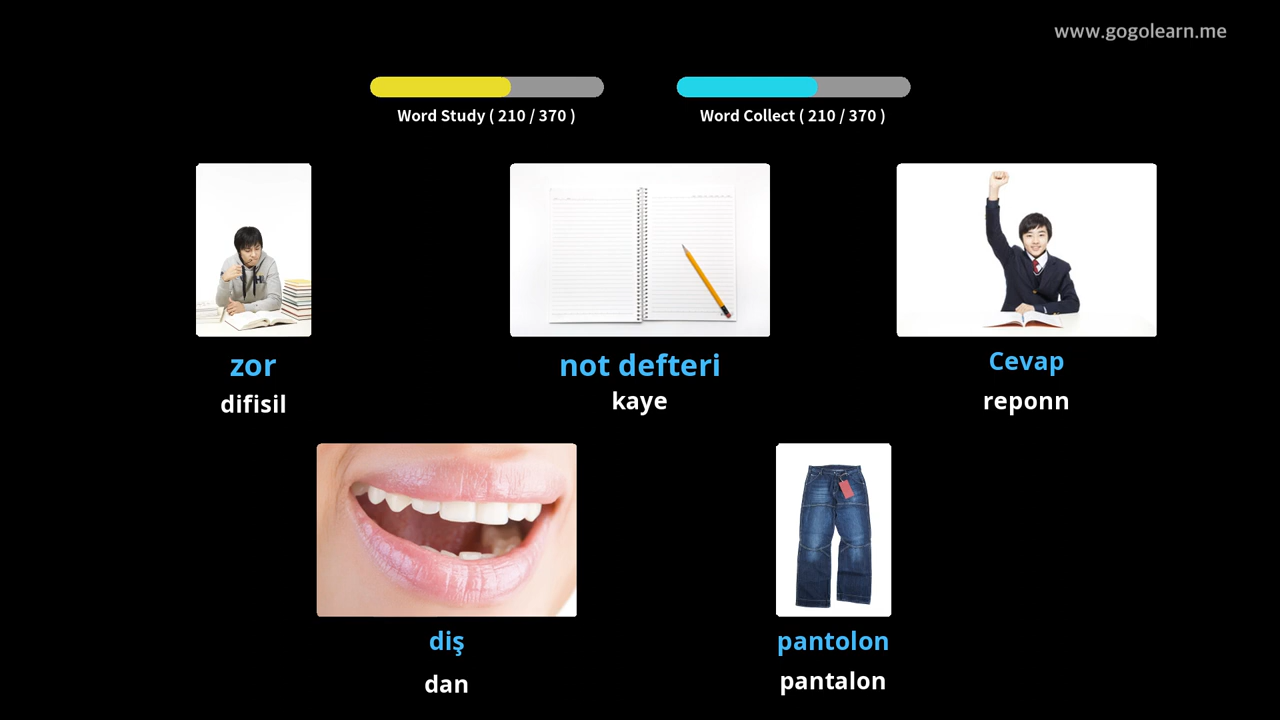 www.gogolearn.me
Word Study ( 210 / 370 )
Word Collect ( 210 / 370 )
zor
difisil
not defteri
kaye
Cevap
reponn
diş
dan
pantolon
pantalon